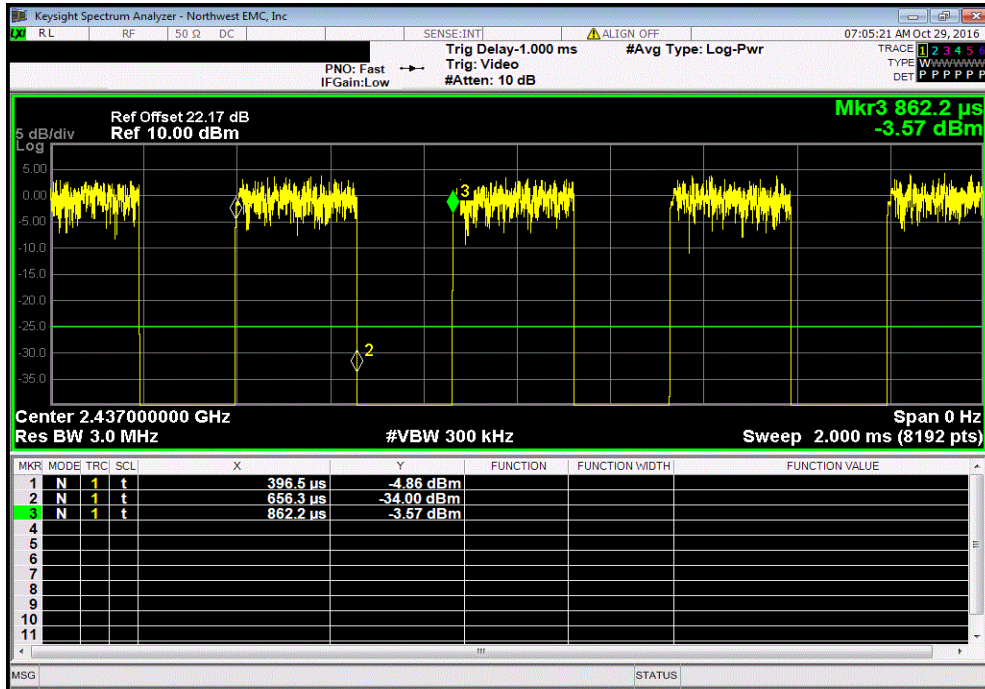 Keysight Spectrum Analyzer - Northwest EMC, Inc
LXI RL RF 50 Ω DC SENSE:INT ALIGN OFF 07:05:21 AM Oct 29, 2016
Trig Delay-1.000 ms #Avg Type: Log-Pwr TRACE 1 2 3 4 5 6
PNO: Fast Trig: Video TYPE WWWWWW
IFGain:Low #Atten: 10 dB DET P P P P P P
Mkr3 862.2 µs
-3.57 dBm
Ref Offset 22.17 dB
5 dB/div Ref 10.00 dBm
Log
5.00
0.00
-5.00
-10.0
-15.0
-20.0
-25.0
-30.0
-35.0
3
2
Center 2.437000000 GHz Span 0 Hz
Res BW 3.0 MHz #VBW 300 kHz Sweep 2.000 ms (8192 pts)
MKR MODE TRC SCL X Y FUNCTION FUNCTION WIDTH FUNCTION VALUE
1 N 1 t 396.5 µs -4.86 dBm
2 N 1 t 656.3 µs -34.00 dBm
3 N 1 t 862.2 µs -3.57 dBm
4
5
6
7
8
9
10
11
MSG STATUS